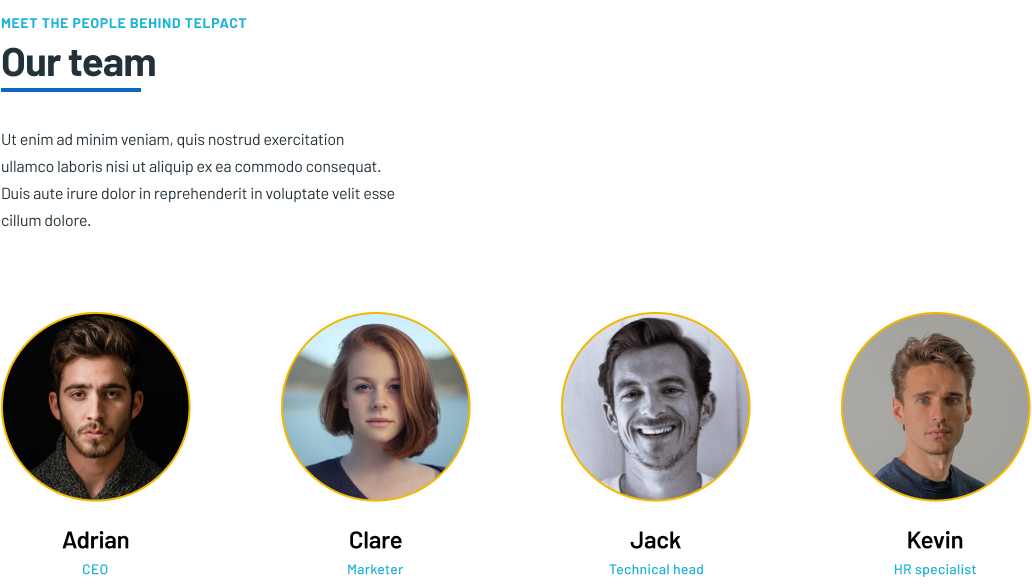 MEET THE PEOPLE BEHIND TELPACT
Our team
Ut enim ad minim veniam, quis nostrud exercitation
ullamco laboris nisi ut aliquip ex ea commodo consequat.
Duis aute irure dolor in reprehenderit in voluptate velit esse
cillum dolore.
Adrian
CEO
Clare
Marketer
Jack
Technical head
Kevin
HR specialist